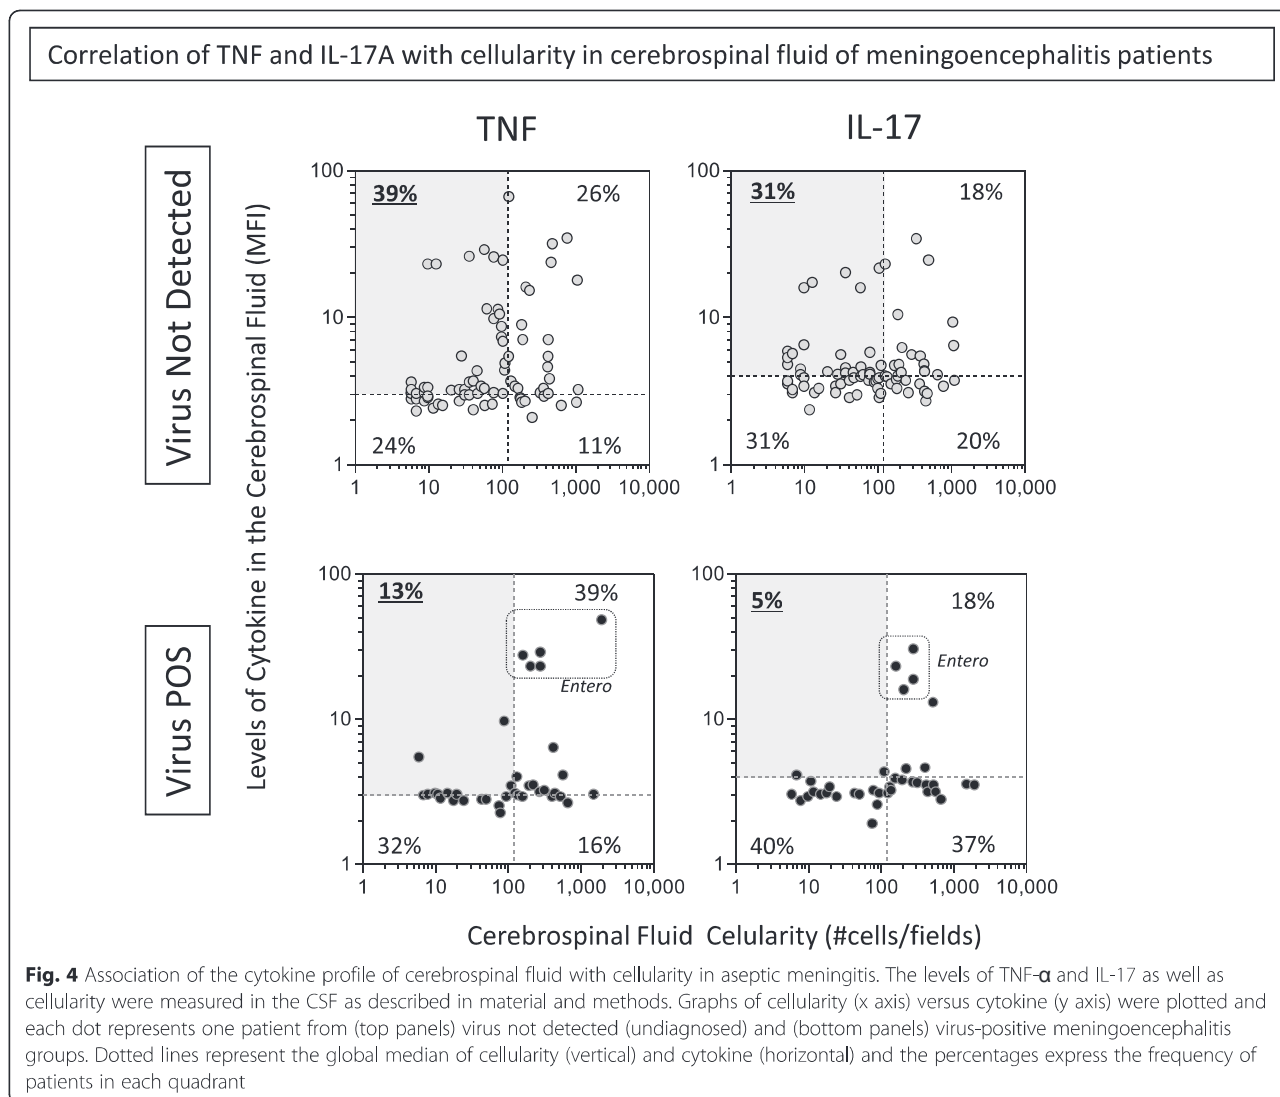 Correlation of TNF and IL-17A with cellularity in cerebrospinal fluid of meningoencephalitis patients
TNF
IL-17
Virus Not Detected
Virus POS
Levels of Cytokine in the Cerebrospinal Fluid (MFI)
100
10
1
39%
26%
24%
11%
1 10 100 1,000 10,000
100
10
1
31%
18%
31%
20%
1 10 100 1,000 10,000
100
10
1
13%
39%
Entero
32%
16%
1 10 100 1,000 10,000
100
10
1
5%
18%
Entero
40%
37%
1 10 100 1,000 10,000
Cerebrospinal Fluid Celularity (#cells/fields)
Fig. 4 Association of the cytokine profile of cerebrospinal fluid with cellularity in aseptic meningitis. The levels of TNF-α and IL-17 as well as
cellularity were measured in the CSF as described in material and methods. Graphs of cellularity (x axis) versus cytokine (y axis) were plotted and
each dot represents one patient from (top panels) virus not detected (undiagnosed) and (bottom panels) virus-positive meningoencephalitis
groups. Dotted lines represent the global median of cellularity (vertical) and cytokine (horizontal) and the percentages express the frequency of
patients in each quadrant